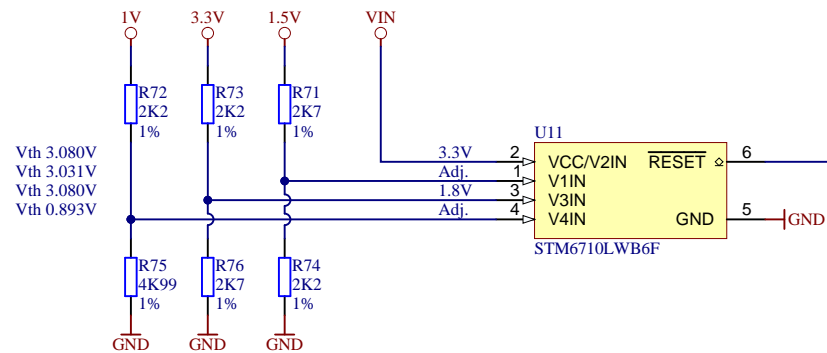 1V
3.3V
1.5V
VIN
R72
2K2
1%
R73
2K2
1%
R71
2K7
1%
Vth 3.080V
Vth 3.031V
Vth 3.080V
Vth 0.893V
U11
3.3V
2
VCC/V2IN
RESET
6
Adj.
1
V1IN
1.8V
3
V3IN
Adj.
4
V4IN
GND
5
GND
STM6710LWB6F
R75
4K99
1%
R76
2K7
1%
R74
2K2
1%
GND
GND
GND